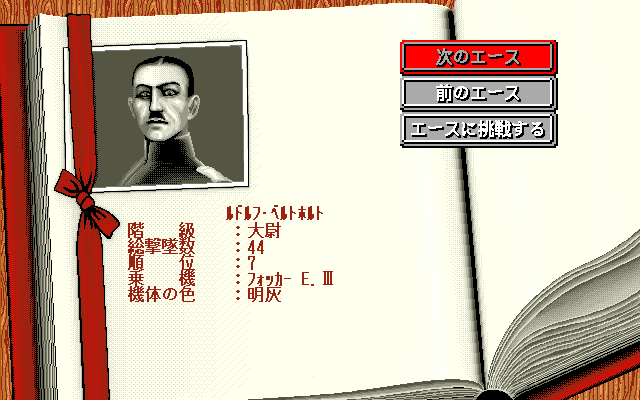 次のエース
前のエース
エースに挑戦する
ﾙﾄﾞﾙﾌ･ﾍﾞﾙﾄﾎﾙﾄ
階　級　：大尉
総撃墜数　：44
順　位　：7
乗　機　：ﾌｫｯｶｰ E. Ⅲ
機体の色　：明灰